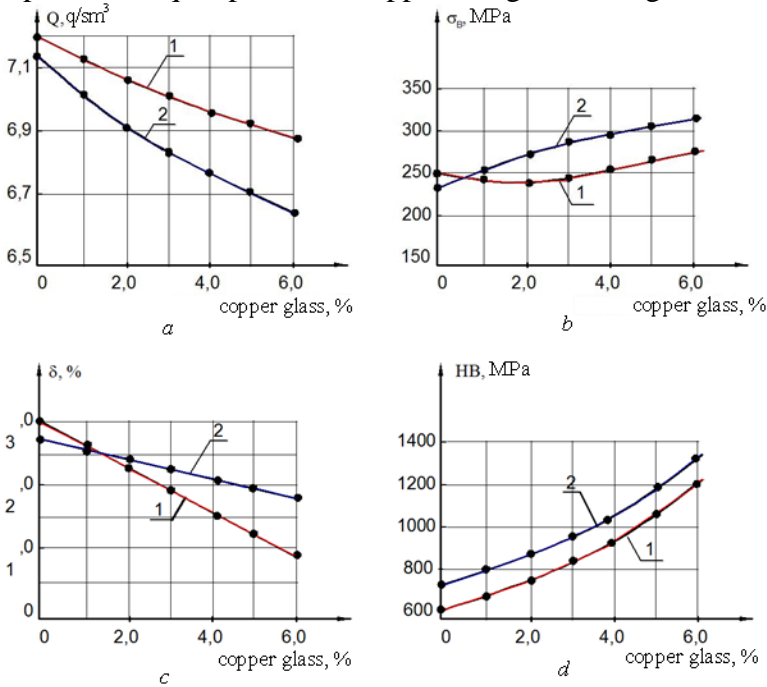 Q, q/sm³
7,1
6,9
6,7
6,5
0 2,0 4,0 6,0
copper glass, %
1
2
a
σB, MPa
350
300
250
200
150
0 2,0 4,0 6,0
copper glass, %
2
1
b
δ, %
,0
3
,0
2
,0
1
0
0 2,0 4,0 6,0
copper glass, %
2
1
c
HB, MPa
1400
1200
1000
800
600
0 2,0 4,0 6,0
copper glass, %
2
1
d